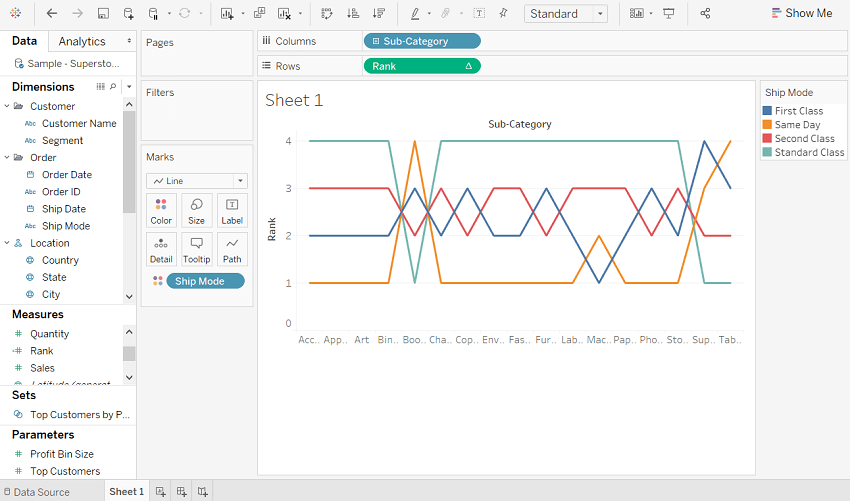 Standard
Show Me
Data
Analytics
Sample - Supersto...
Dimensions
Customer
Abc Customer Name
Abc Segment
Order
Order Date
Abc Order ID
Ship Date
Abc Ship Mode
Location
Country
State
City
Measures
Quantity
Rank
Sales
Latitude (generat
Sets
Top Customers by P...
Parameters
Profit Bin Size
Top Customers
Pages
Filters
Marks
Line
Color
Size
Label
Detail
Tooltip
Path
Ship Mode
Columns
Sub-Category
Rows
Rank
Sheet 1
Sub-Category
Rank
4
3
2
1
0
Acc.. App.. Art Bin.. Boo.. Cha.. Cop.. Env.. Fas.. Fur.. Lab.. Mac.. Pap.. Pho.. Sto.. Sup.. Tab..
Ship Mode
First Class
Same Day
Second Class
Standard Class
Data Source
Sheet 1